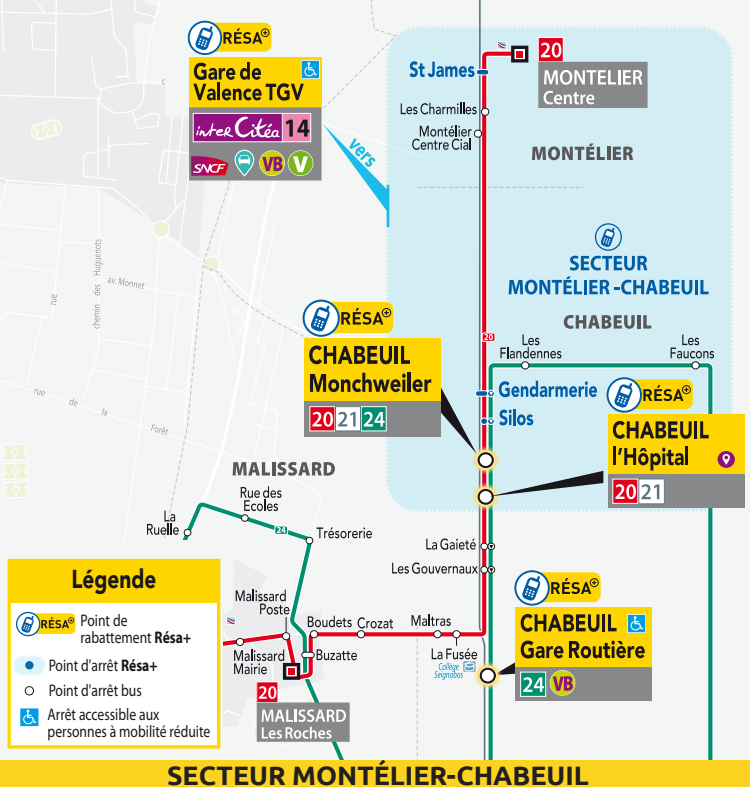 RÉSA+
Gare de
Valence TGV
interCitéa 14
SNCF VB V
vers
20
MONTELIER
Centre
St James
Les Charmilles
Montélier
Centre Cial
MONTÉLIER
SECTEUR
MONTÉLIER -CHABEUIL
CHABEUIL
chemin des Huguenots
av. Monnet
rue
rue de la Forêt
RÉSA+
CHABEUIL
Monchweiler
20 21 24
20
Les
Flandennes
Les
Faucons
Gendarmerie
Silos
RÉSA+
CHABEUIL
l'Hôpital
20 21
MALISSARD
La
Ruelle
Rue des
Ecoles
24
Trésorerie
La Gaieté
Les Gouvernaux
RÉSA+
CHABEUIL
Gare Routière
24 VB
Malissard
Poste
Boudets
Crozat
Maltras
La Fusée
Collège
Seignobos
Malissard
Mairie
Buzatte
20
MALISSARD
Les Roches
Légende
RÉSA+ Point de
rabattement Résa+
Point d'arrêt Résa+
Point d'arrêt bus
Arrêt accessible aux
personnes à mobilité réduite
SECTEUR MONTÉLIER-CHABEUIL